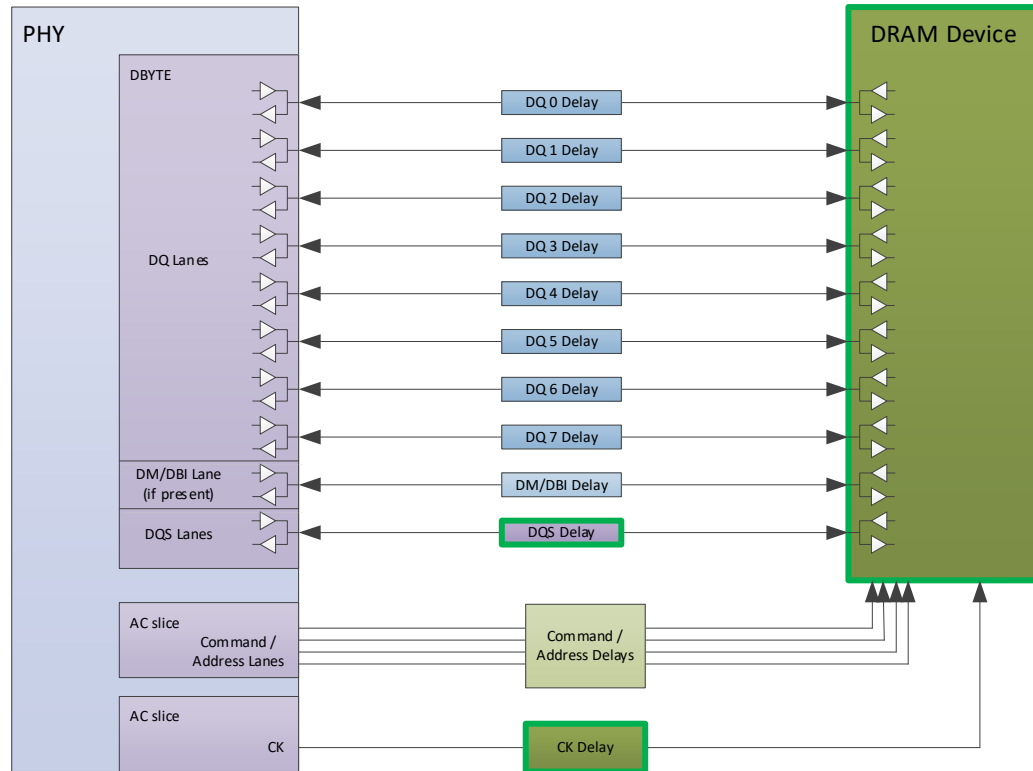 PHY
DRAM Device
DBYTE
DQ 0 Delay
DQ 1 Delay
DQ 2 Delay
DQ 3 Delay
DQ Lanes
DQ 4 Delay
DQ 5 Delay
DQ 6 Delay
DQ 7 Delay
DM/DBI Lane
(if present)
DM/DBI Delay
DQS Lanes
DQS Delay
AC slice
Command /
Address Lanes
Command /
Address Delays
AC slice
CK
CK Delay